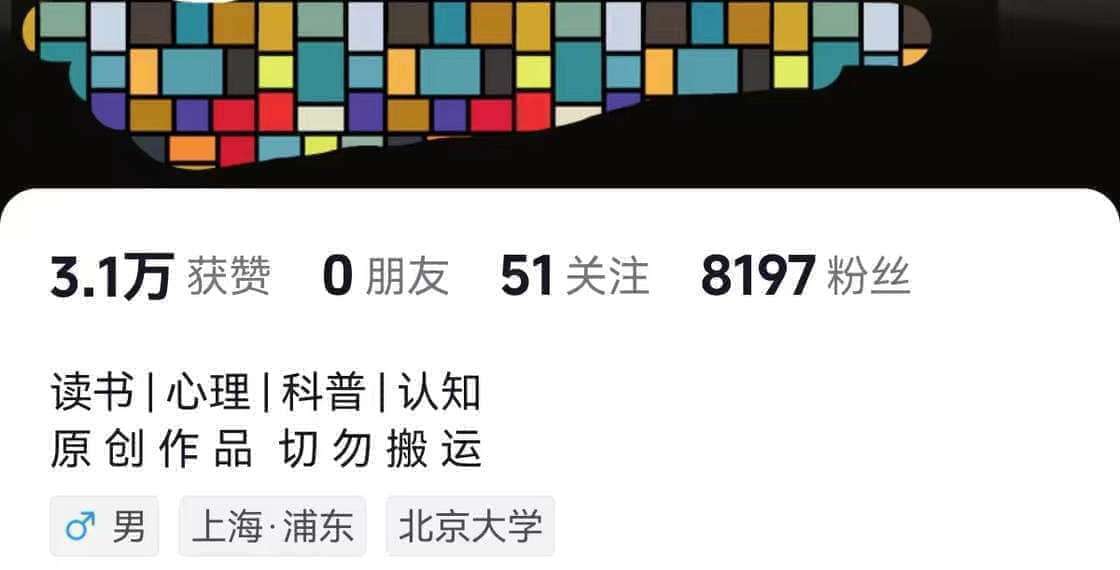 3.1万 获赞 0 朋友 51 关注 8197 粉丝
读书 | 心理 | 科普 | 认知
原创作品 切勿搬运
♂ 男 上海·浦东 北京大学